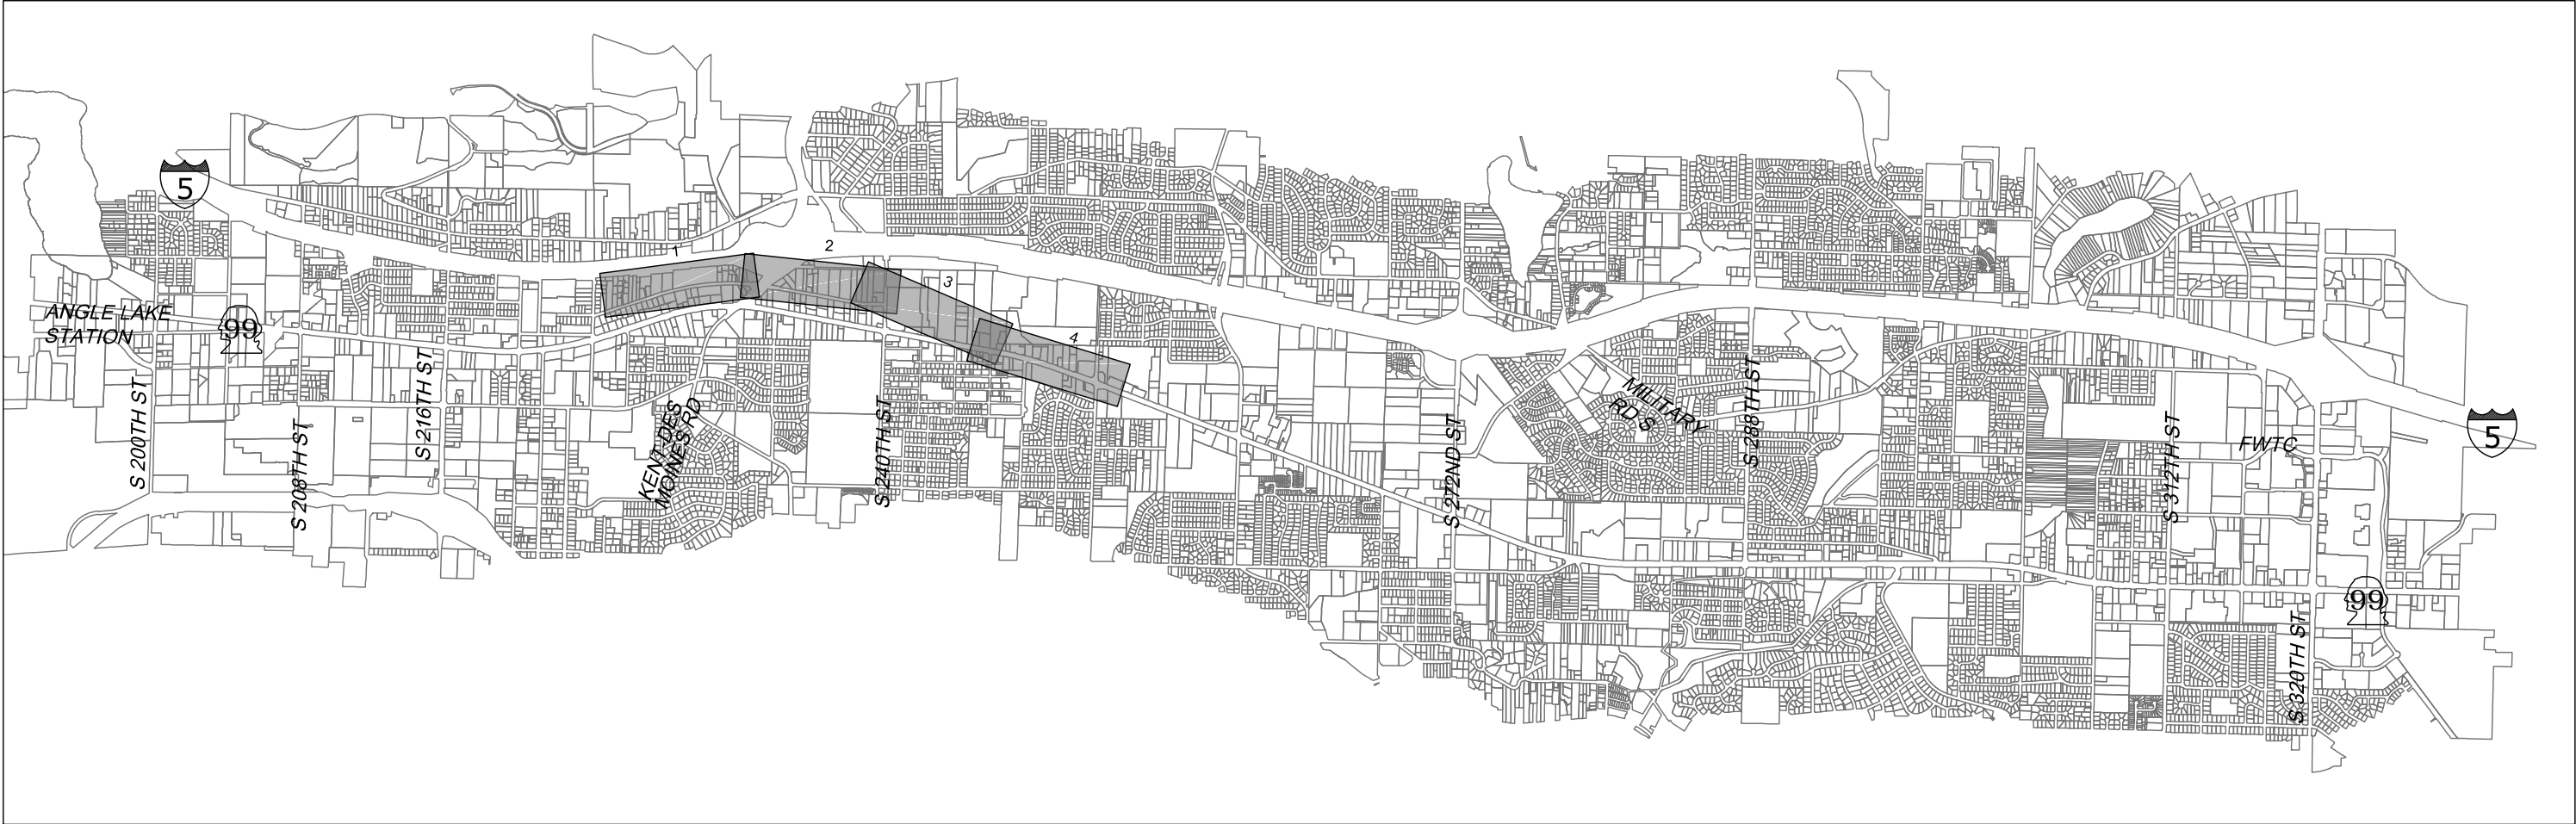 1
2
3
4
5
ANGLE LAKE
STATION
99
S 200TH ST
S 208TH ST
S 216TH ST
KENT-DES
MOINES RD
S 240TH ST
S 272ND ST
MILITARY
RD S
S 288TH ST
S 312TH ST
FWTC
5
99
S 320TH ST